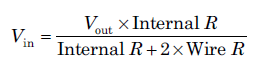 V_in = (V_out × Internal R) / (Internal R + 2 × Wire R)